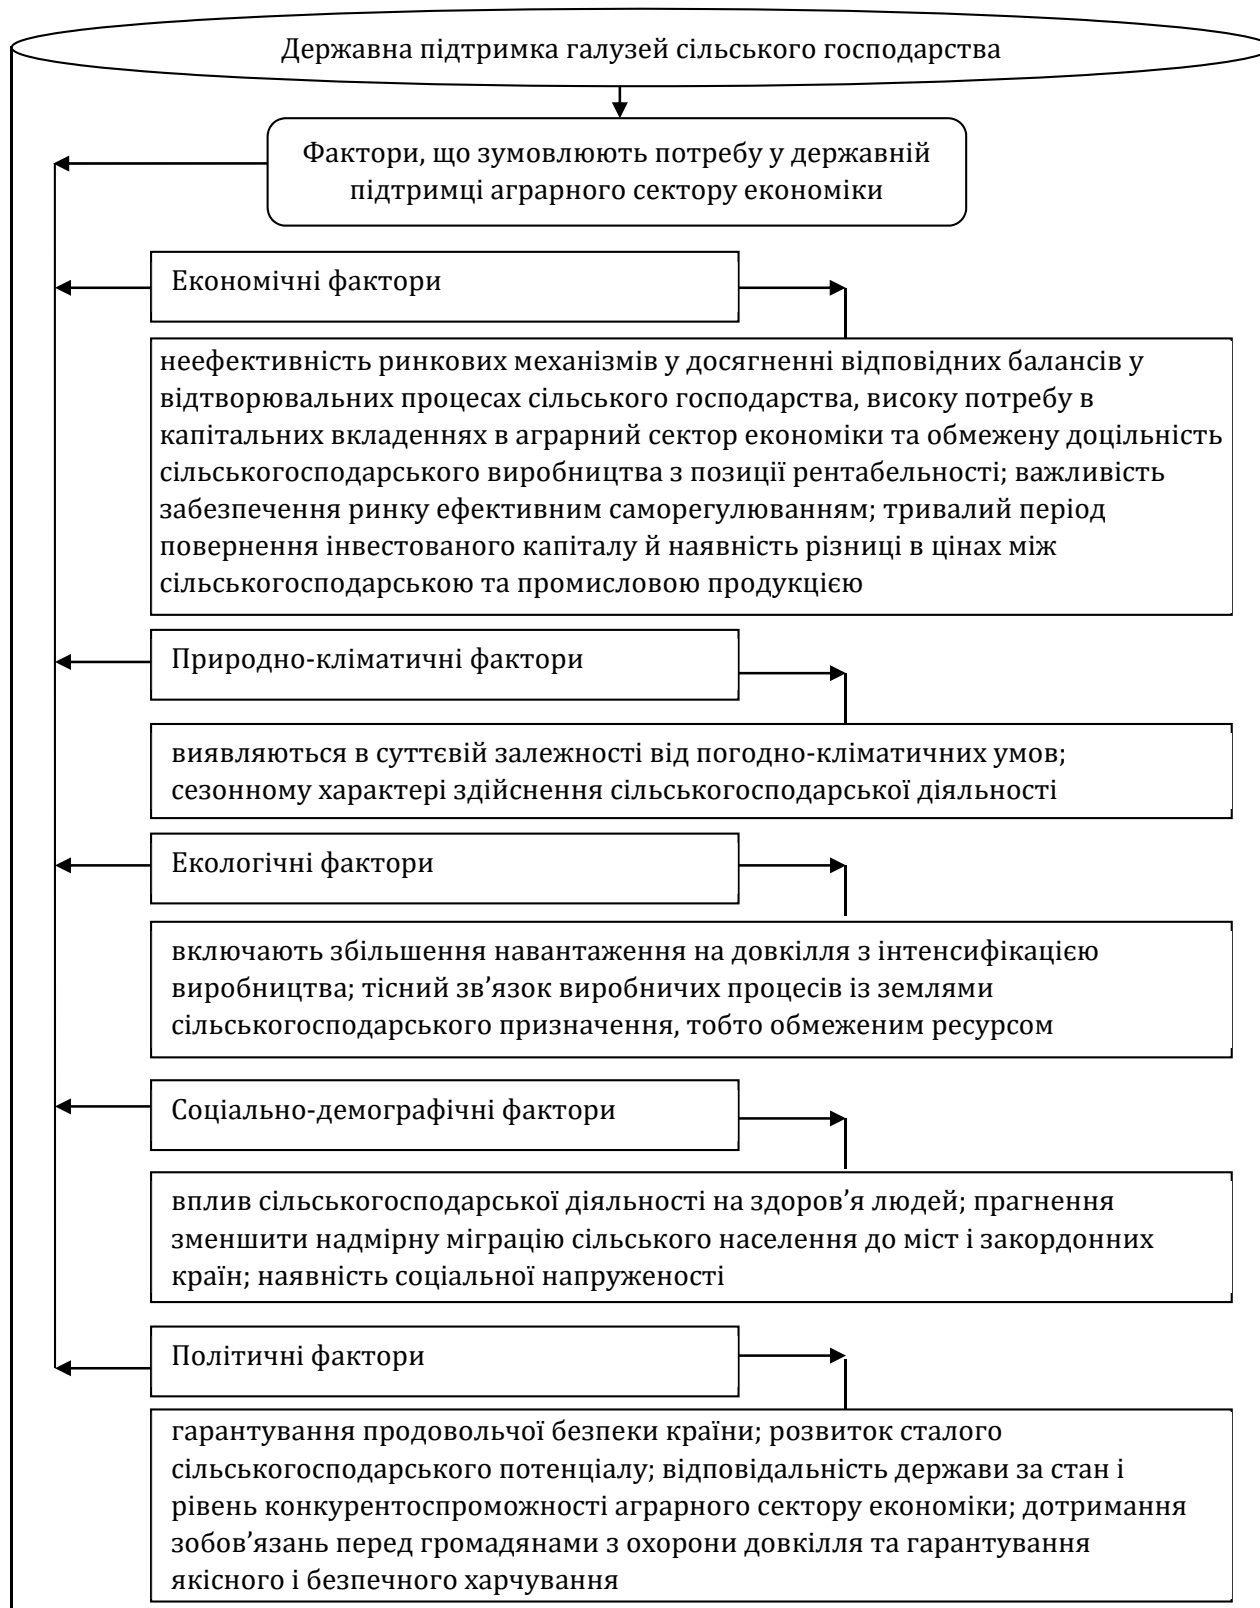 Державна підтримка галузей сільського господарства
Фактори, що зумовлюють потребу у державній
підтримці аграрного сектору економіки
Економічні фактори
неефективність ринкових механізмів у досягненні відповідних балансів у
відтворювальних процесах сільського господарства, високу потребу в
капітальних вкладеннях в аграрний сектор економіки та обмежену доцільність
сільськогосподарського виробництва з позиції рентабельності; важливість
забезпечення ринку ефективним саморегулюванням; тривалий період
повернення інвестованого капіталу й наявність різниці в цінах між
сільськогосподарською та промисловою продукцією
Природно-кліматичні фактори
виявляються в суттєвій залежності від погодно-кліматичних умов;
сезонному характері здійснення сільськогосподарської діяльності
Екологічні фактори
включають збільшення навантаження на довкілля з інтенсифікацією
виробництва; тісний зв’язок виробничих процесів із землями
сільськогосподарського призначення, тобто обмеженим ресурсом
Соціально-демографічні фактори
вплив сільськогосподарської діяльності на здоров’я людей; прагнення
зменшити надмірну міграцію сільського населення до міст і закордонних
країн; наявність соціальної напруженості
Політичні фактори
гарантування продовольчої безпеки країни; розвиток сталого
сільськогосподарського потенціалу; відповідальність держави за стан і
рівень конкурентоспроможності аграрного сектору економіки; дотримання
зобов’язань перед громадянами з охорони довкілля та гарантування
якісного і безпечного харчування